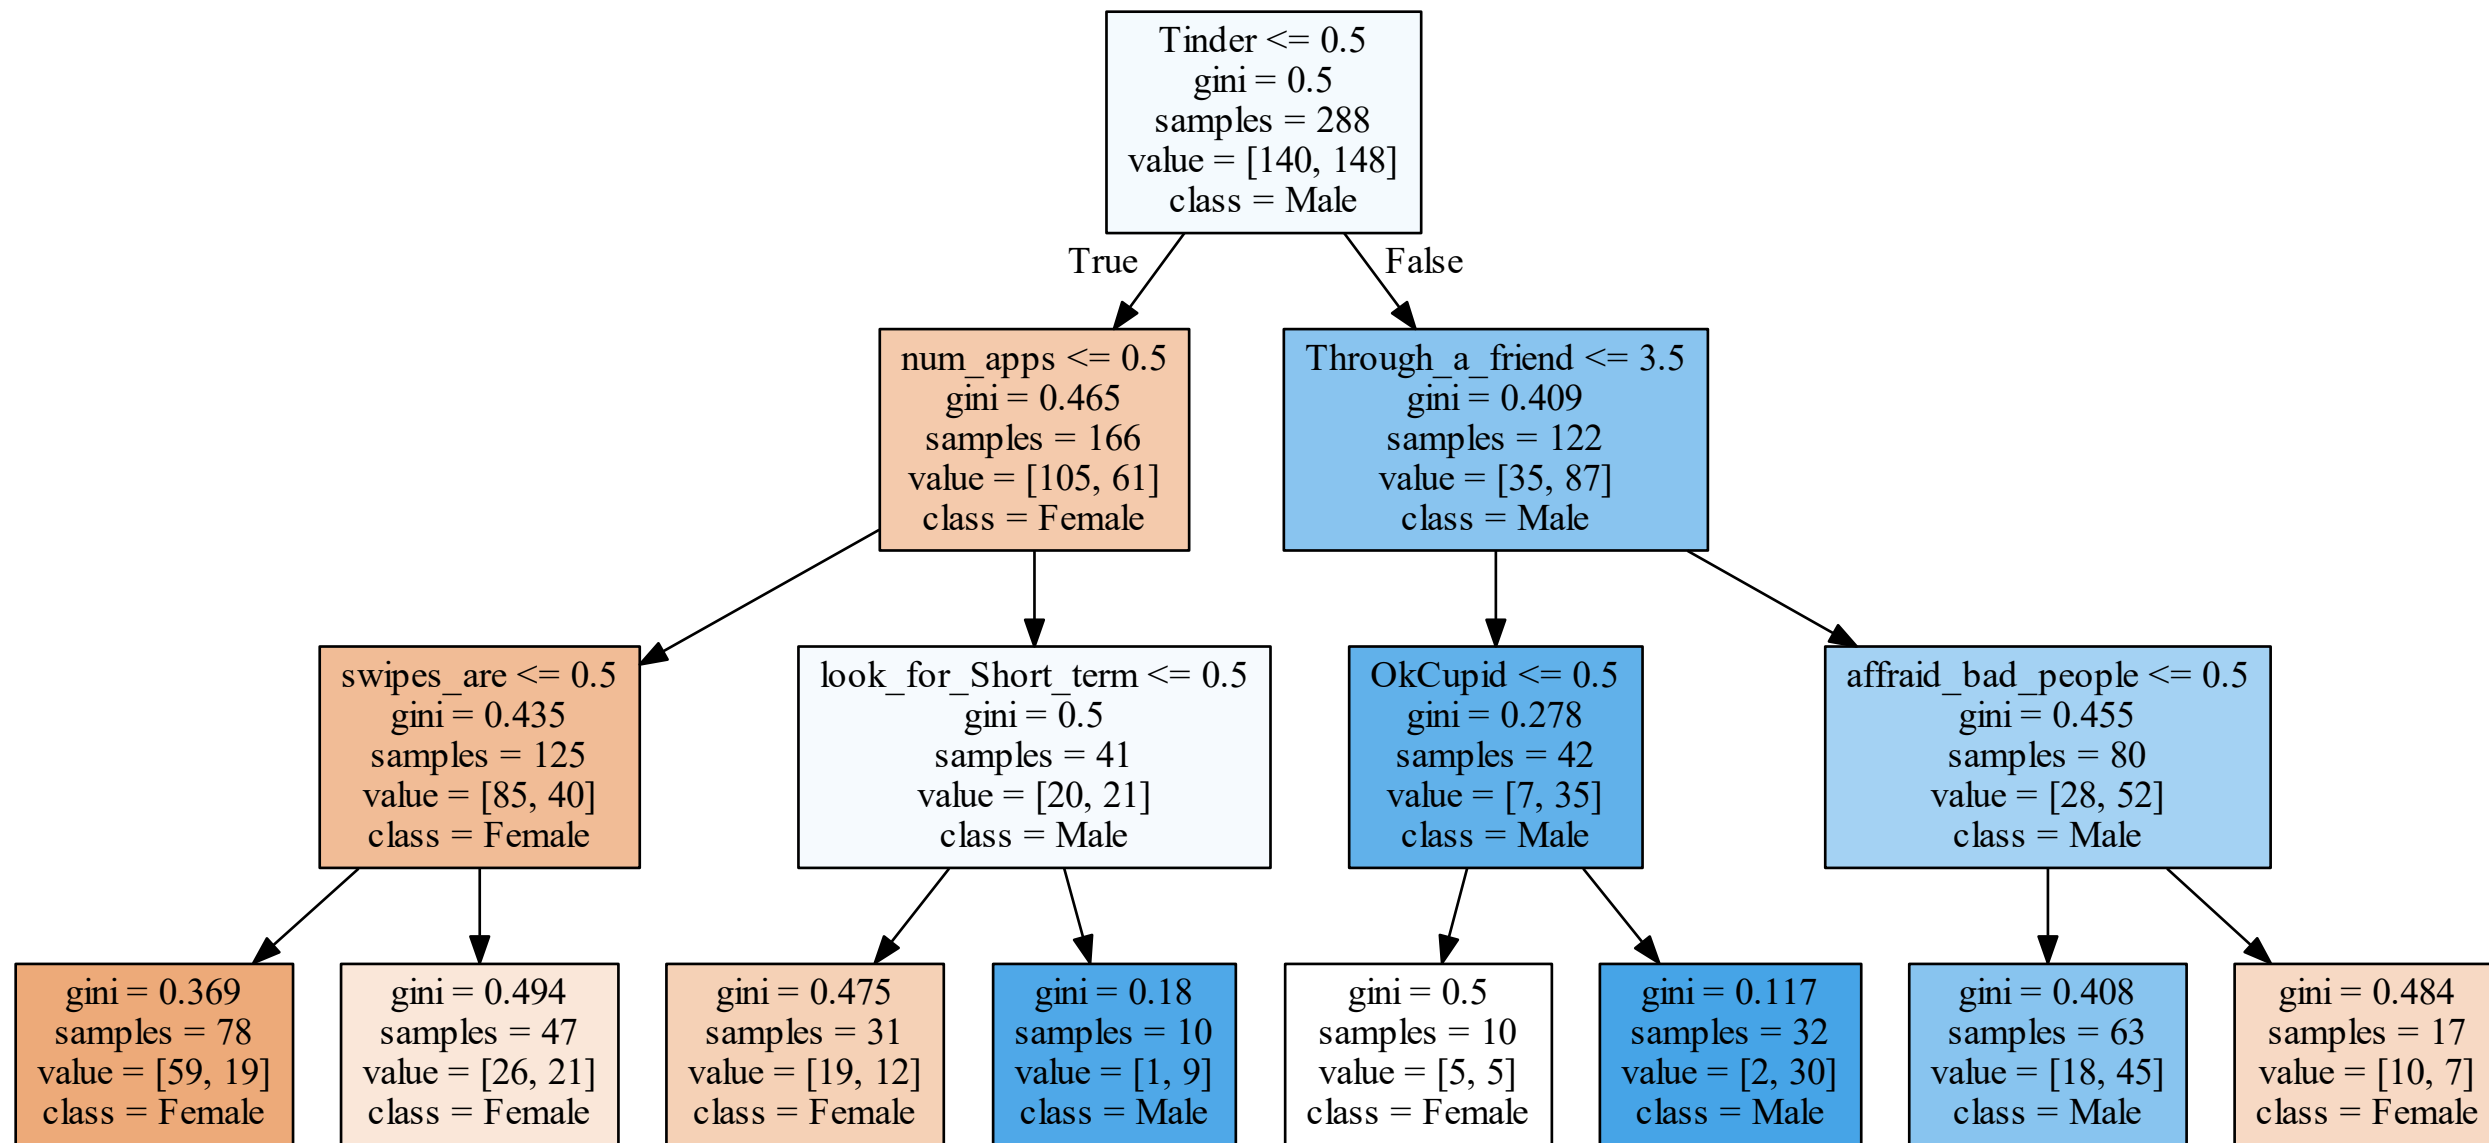 Tinder <= 0.5
gini = 0.5
samples = 288
value = [140, 148]
class = Male
True
False
num_apps <= 0.5
gini = 0.465
samples = 166
value = [105, 61]
class = Female
Through_a_friend <= 3.5
gini = 0.409
samples = 122
value = [35, 87]
class = Male
swipes_are <= 0.5
gini = 0.435
samples = 125
value = [85, 40]
class = Female
look_for_Short_term <= 0.5
gini = 0.5
samples = 41
value = [20, 21]
class = Male
OkCupid <= 0.5
gini = 0.278
samples = 42
value = [7, 35]
class = Male
affraid_bad_people <= 0.5
gini = 0.455
samples = 80
value = [28, 52]
class = Male
gini = 0.369
samples = 78
value = [59, 19]
class = Female
gini = 0.494
samples = 47
value = [26, 21]
class = Female
gini = 0.475
samples = 31
value = [19, 12]
class = Female
gini = 0.18
samples = 10
value = [1, 9]
class = Male
gini = 0.5
samples = 10
value = [5, 5]
class = Female
gini = 0.117
samples = 32
value = [2, 30]
class = Male
gini = 0.408
samples = 63
value = [18, 45]
class = Male
gini = 0.484
samples = 17
value = [10, 7]
class = Female